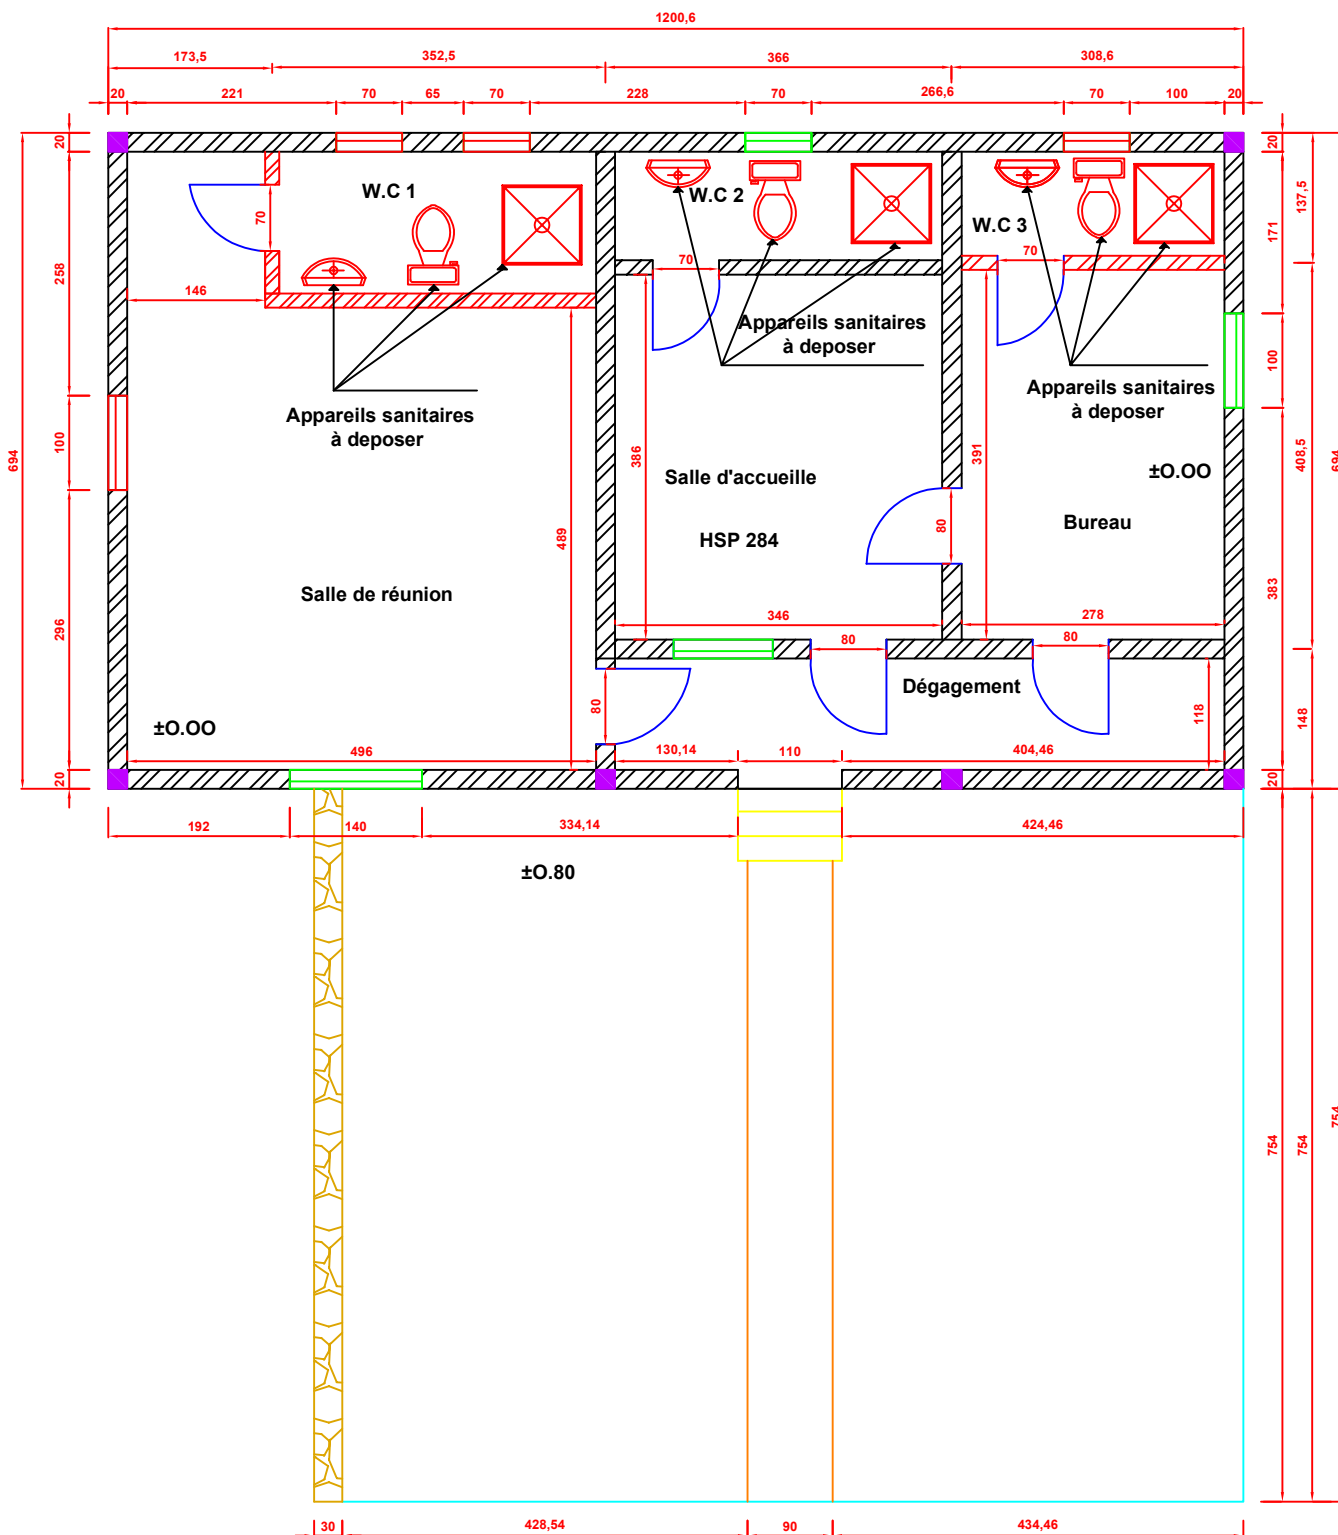 1200,6
173,5 352,5 366 308,6
20 221 70 65 70 228 70 266,6 70 100 20
20 20
W.C 1 W.C 2 W.C 3
70
137,5
171
258
146
70 70
Appareils sanitaires
à deposer
Appareils sanitaires
à deposer
Appareils sanitaires
à deposer
100
100
694
386
391
408,5
694
±O.OO
Salle d'accueille
Bureau
HSP 284
489
80
383
Salle de réunion
296
346 278
80 80
Dégagement
80
118
148
±O.OO
496 130,14 110 404,46
20 20
192 140 334,14 424,46
±O.80
754 754 754
30 428,54 90 434,46